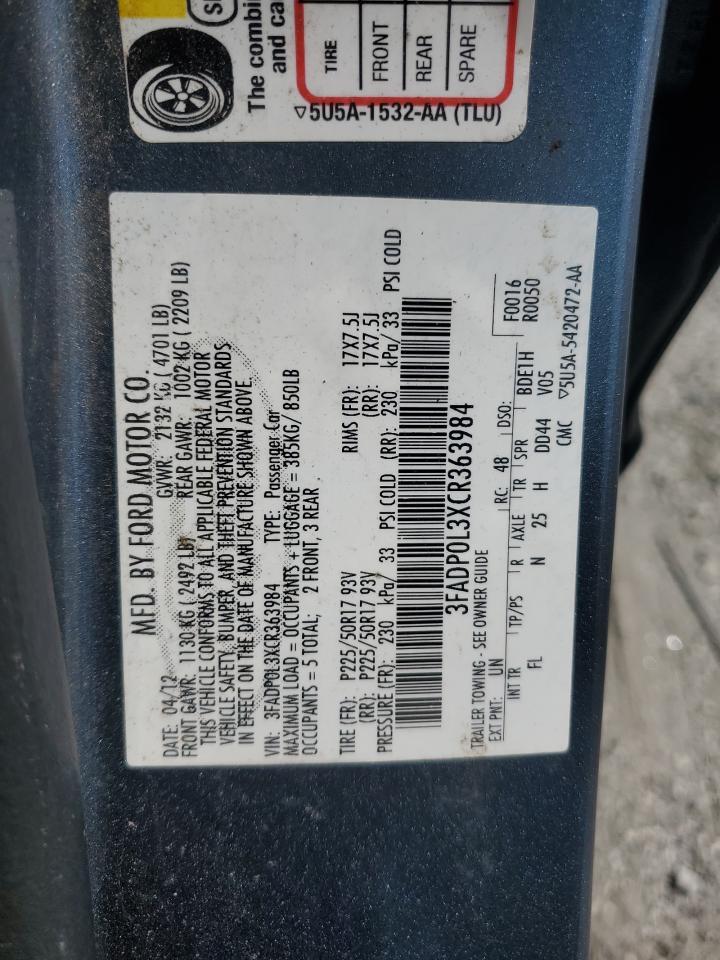 The combi
and ca
TIRE
FRONT
REAR
SPARE
▽5U5A-1532-AA (TLU)
MFD. BY FORD MOTOR CO.
DATE: 04/12 GVWR: 2132 KG ( 4701 LB)
FRONT GAWR: 1130 KG ( 2492 LB) REAR GAWR: 1002 KG ( 2209 LB)
THIS VEHICLE CONFORMS TO ALL APPLICABLE FEDERAL MOTOR
VEHICLE SAFETY, BUMPER, AND THEFT PREVENTION STANDARDS
IN EFFECT ON THE DATE OF MANUFACTURE SHOWN ABOVE.
VIN: 3FADP0L3XCR363984 TYPE: Passenger Car
MAXIMUM LOAD = OCCUPANTS + LUGGAGE = 385KG/ 850LB
OCCUPANTS = 5 TOTAL; 2 FRONT, 3 REAR
TIRE (FR): P225/50R17 93V RIMS (FR): 17X7.5J
(RR): P225/50R17 93V (RR): 17X7.5J
PRESSURE (FR): 230 kPa/ 33 PSI COLD (RR): 230 kPa/ 33 PSI COLD
3FADP0L3XCR363984
TRAILER TOWING - SEE OWNER GUIDE
EXT PNT: UN RC: 48 DSO: F0016
INT TR TP/PS R AXLE TR SPR BDE1H R0050
FL N 25 H DD44 V05
CMC ▽5U5A-5420472-AA